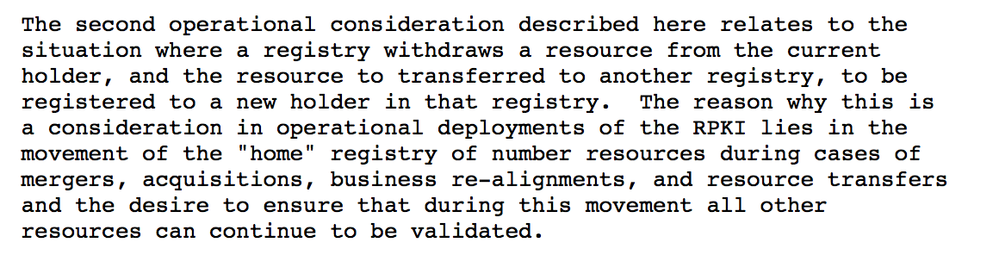 The second operational consideration described here relates to the
situation where a registry withdraws a resource from the current
holder, and the resource to transferred to another registry, to be
registered to a new holder in that registry.  The reason why this is
a consideration in operational deployments of the RPKI lies in the
movement of the "home" registry of number resources during cases of
mergers, acquisitions, business re-alignments, and resource transfers
and the desire to ensure that during this movement all other
resources can continue to be validated.